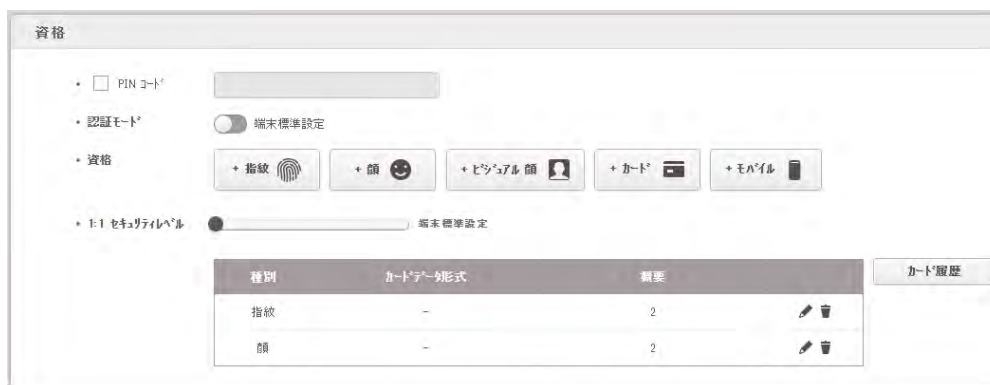 資格
PIN コード
認証モード 端末標準設定
資格 + 指紋 + 顔 + ビジュアル 顔 + カード + モバイル
1:1 セキュリティレベル 端末標準設定
種別 カードデータ形式 概要 カード履歴
指紋 - 2
顔 - 2